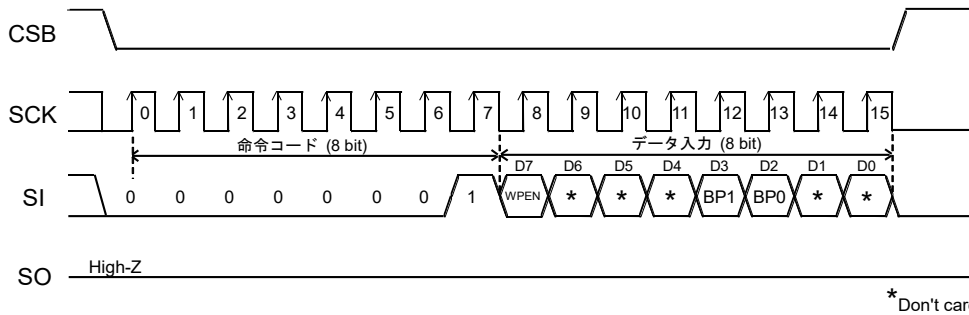 CSB
SCK
0 1 2 3 4 5 6 7 8 9 10 11 12 13 14 15
命令コード (8 bit) データ入力 (8 bit)
D7 D6 D5 D4 D3 D2 D1 D0
SI
0 0 0 0 0 0 0 1 WPEN * * * BP1 BP0 * *
High-Z
SO
*Don't care